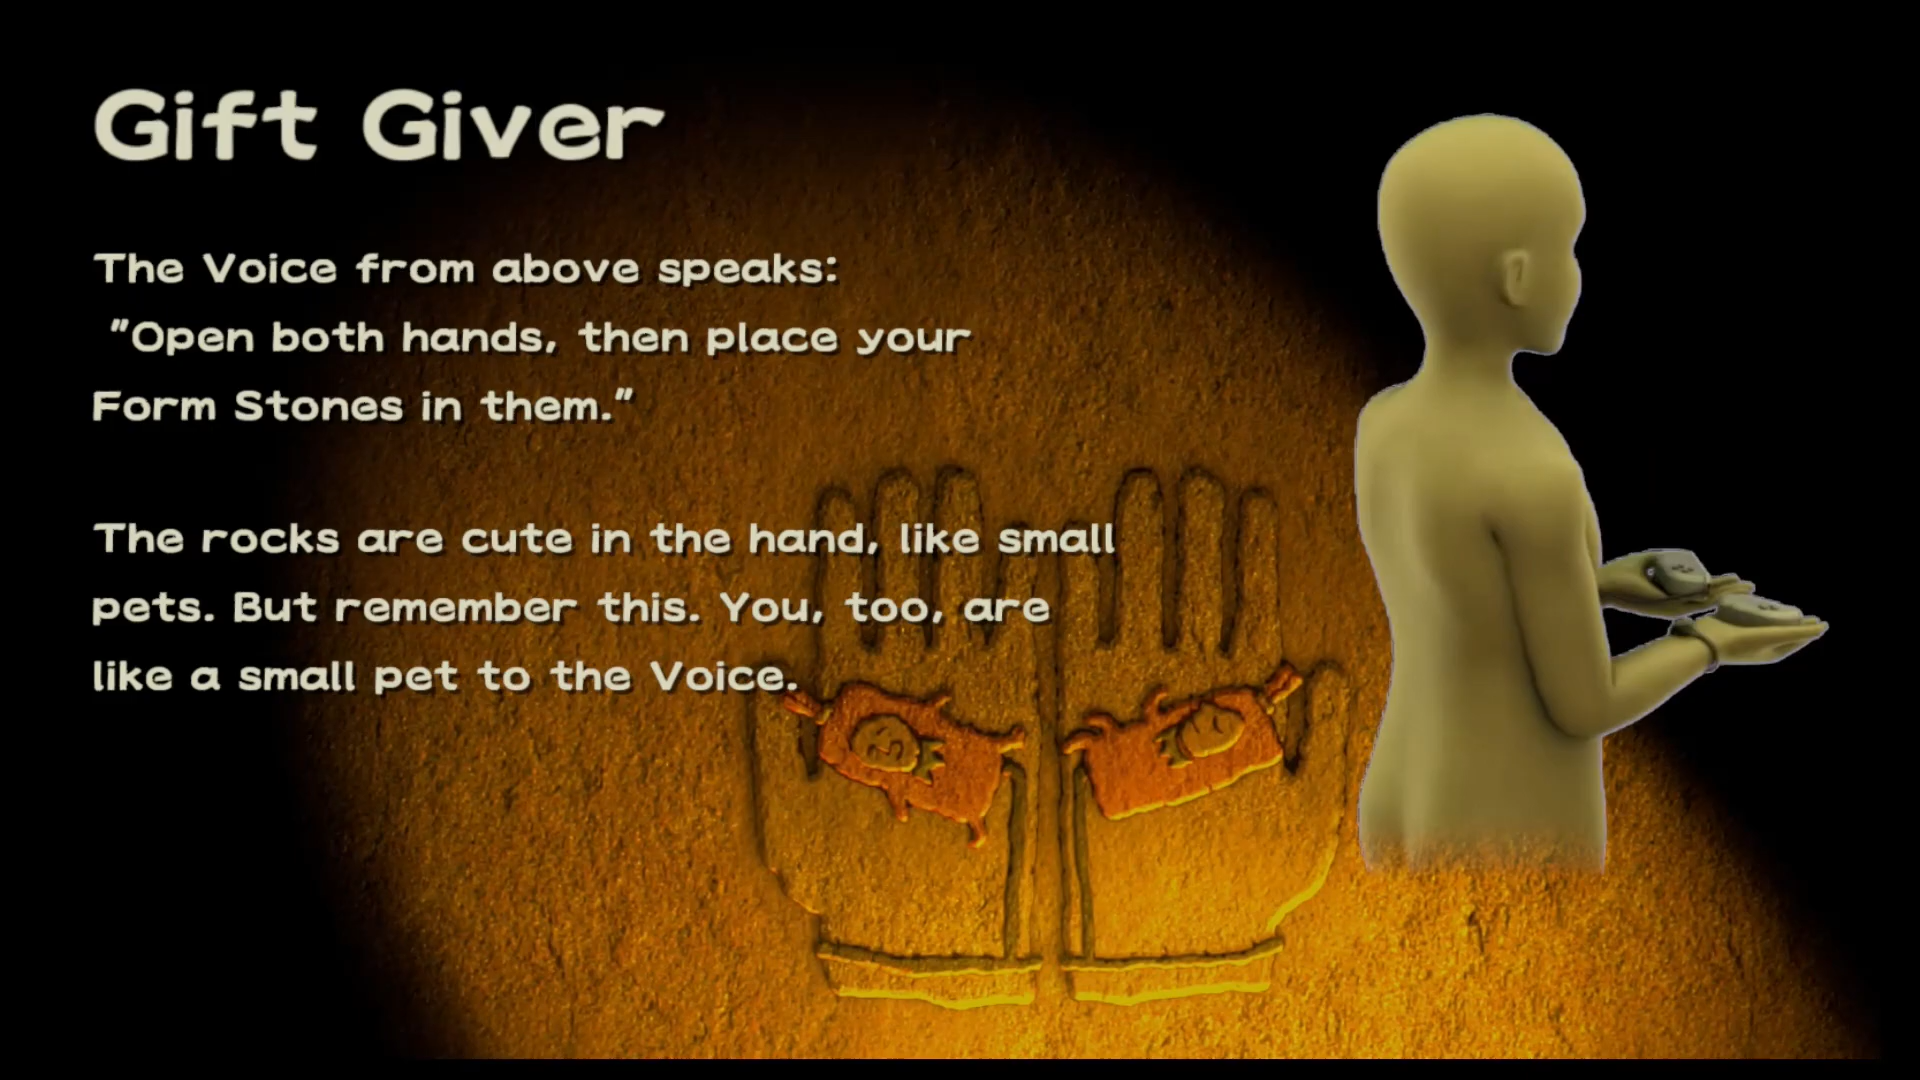 Gift Giver
The Voice from above speaks:
"Open both hands, then place your
Form Stones in them."
The rocks are cute in the hand, like small
pets. But remember this. You, too, are
like a small pet to the Voice.